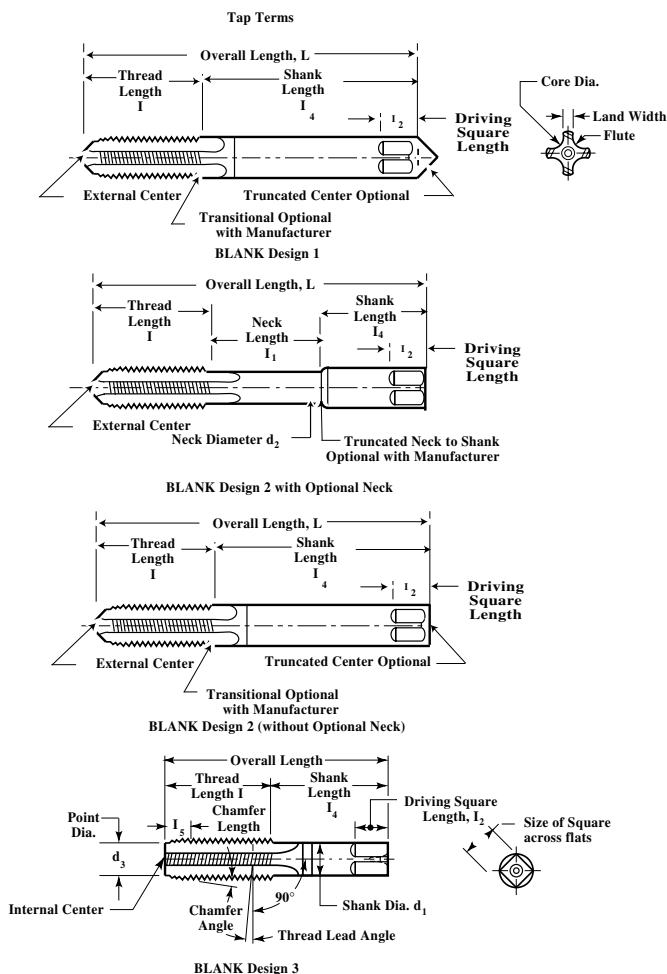 Tap Terms
Overall Length, L
Thread
Length
I
Shank
Length
I4
I2
Driving
Square
Length
Core Dia.
Land Width
Flute
External Center
Truncated Center Optional
Transitional Optional
with Manufacturer
BLANK Design 1
Overall Length, L
Thread
Length
I
Neck
Length
I1
Shank
Length
I4
I2
Driving
Square
Length
External Center
Neck Diameter d2
Truncated Neck to Shank
Optional with Manufacturer
BLANK Design 2 with Optional Neck
Overall Length, L
Thread
Length
I
Shank
Length
I4
I2
Driving
Square
Length
External Center
Truncated Center Optional
Transitional Optional
with Manufacturer
BLANK Design 2 (without Optional Neck)
Overall Length
Thread
Length I
Shank
Length
I4
Driving Square
Length, I2
Size of Square
across flats
Point
Dia.
I5
Chamfer
Length
d3
Internal Center
Chamfer
Angle
90°
Shank Dia. d1
Thread Lead Angle
BLANK Design 3